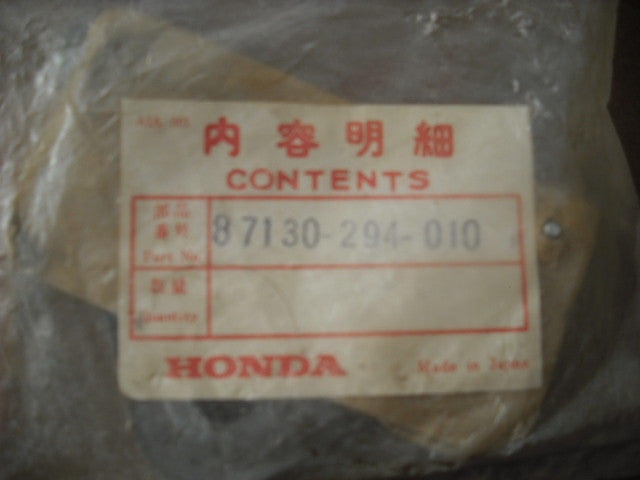 内容明細
CONTENTS
部品
番号
Part No.
87130-294-010
数量
Quantity
HONDA
Made in Japan